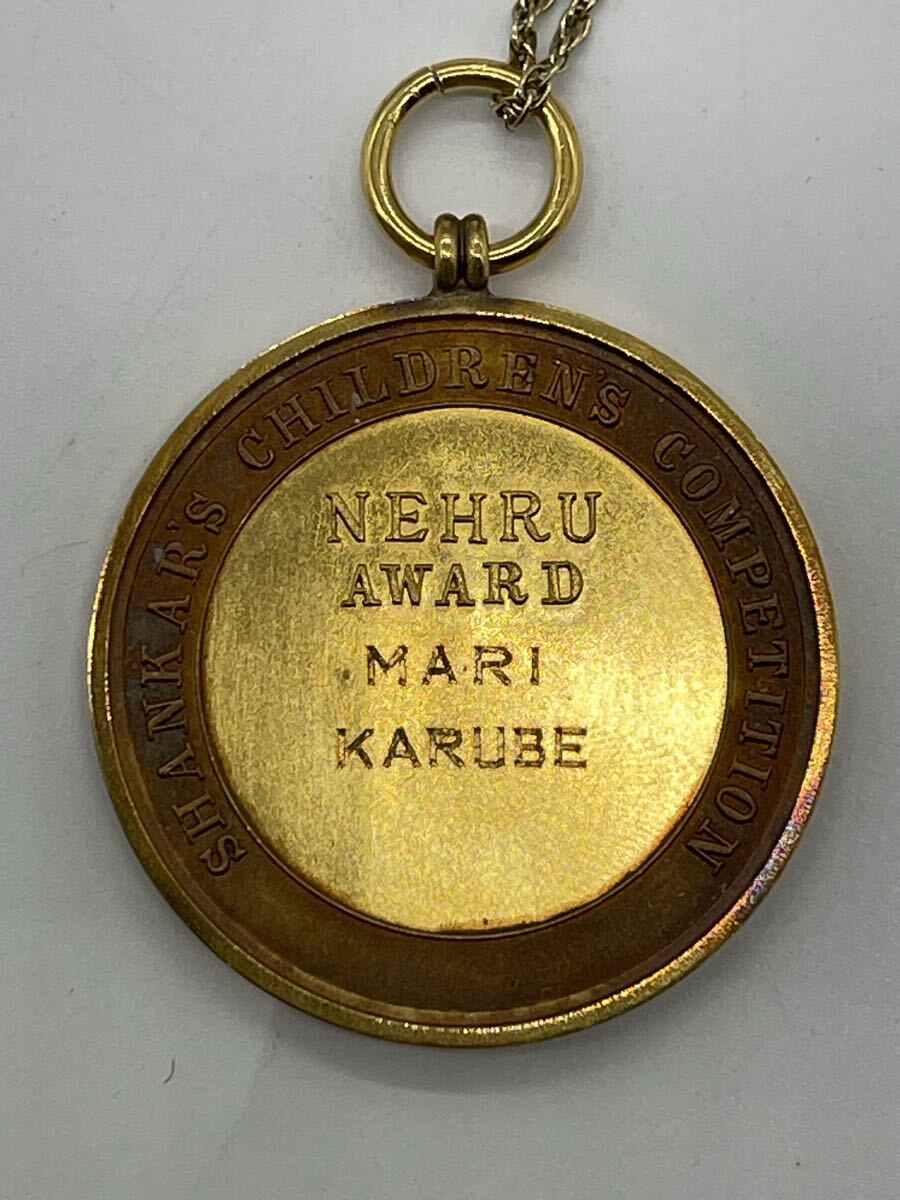 SHANKAR'S CHILDREN'S COMPETITION
NEHRU
AWARD
MARI
KARUBE